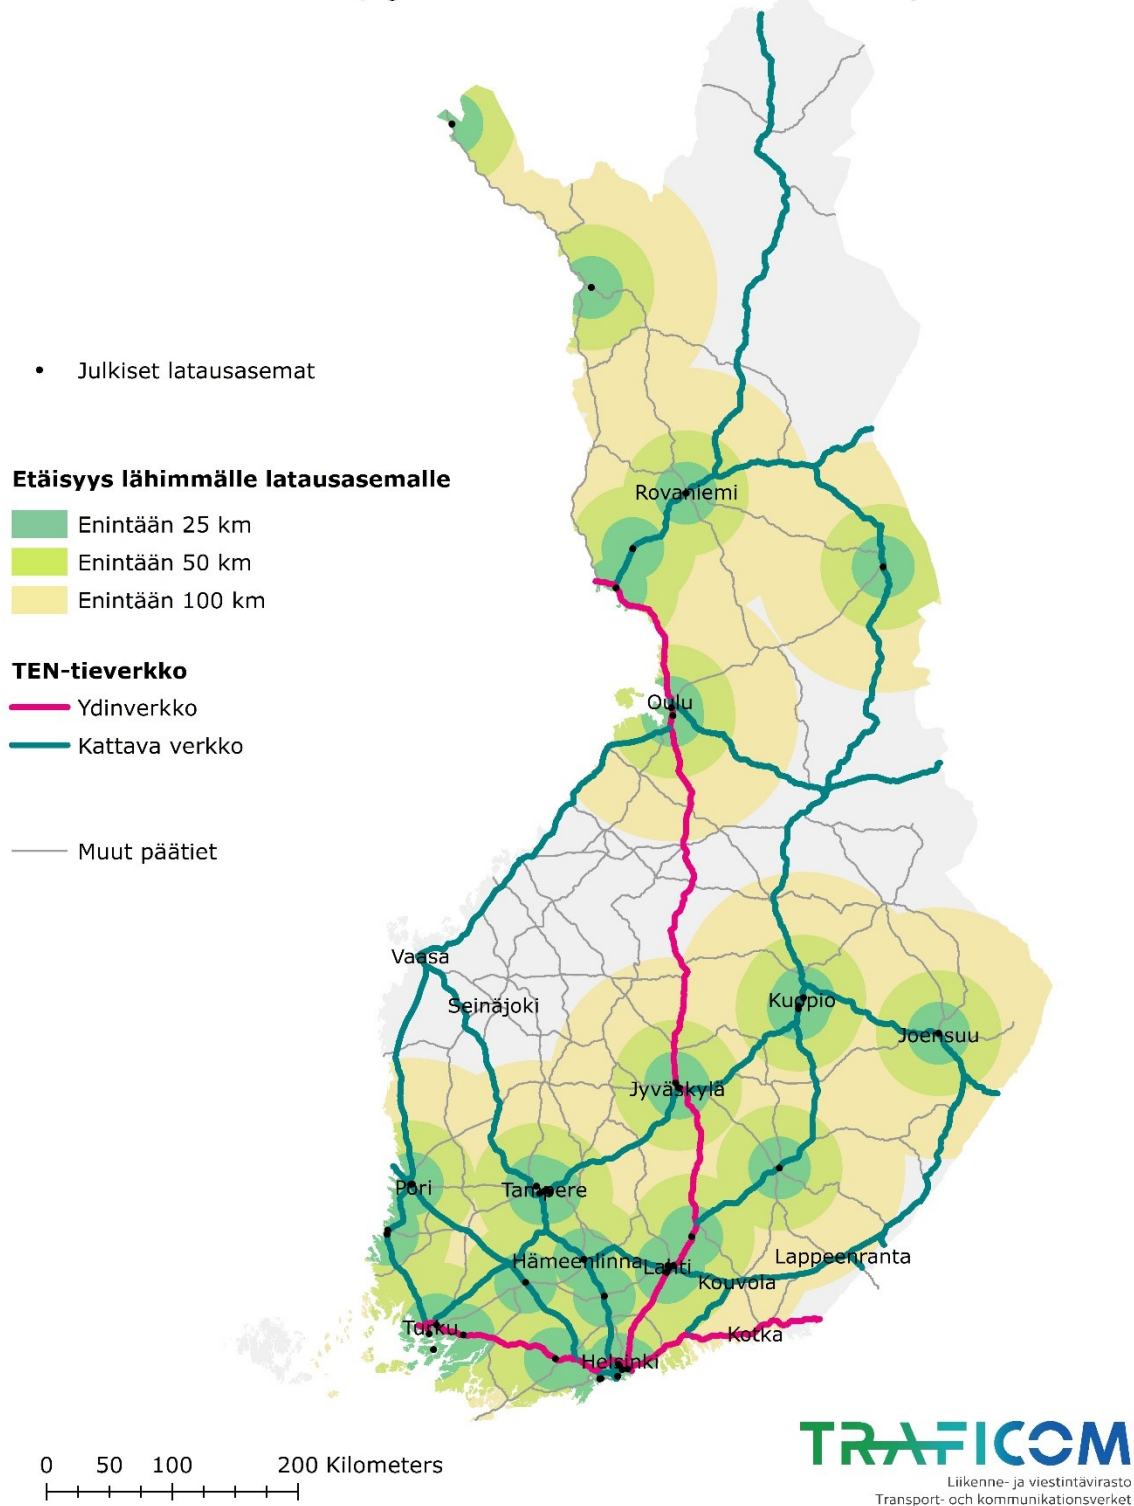 Julkiset latausasemat
Etäisyys lähimmälle latausasemalle
Enintään 25 km
Enintään 50 km
Enintään 100 km
TEN-tieverkko
Ydinverkko
Kattava verkko
Muut päätiet
Rovaniemi
Oulu
Vaasa
Seinäjoki
Kuopio
Joensuu
Jyväskylä
Pori
Tampere
Hämeenlinna
Lahti
Kouvola
Lappeenranta
Turku
Kotka
Helsinki
0 50 100 200 Kilometers
TRAFICOM
Liikenne- ja viestintävirasto
Transport- och kommunikationsverket